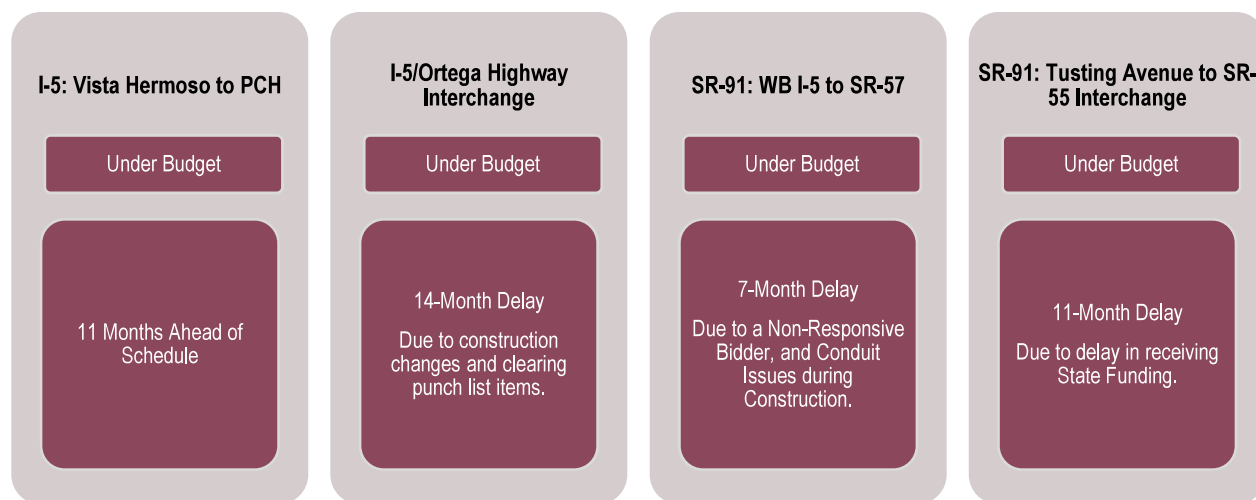 I-5: Vista Hermoso to PCH
Under Budget
11 Months Ahead of
Schedule
I-5/Ortega Highway
Interchange
Under Budget
14-Month Delay
Due to construction
changes and clearing
punch list items.
SR-91: WB I-5 to SR-57
Under Budget
7-Month Delay
Due to a Non-Responsive
Bidder, and Conduit
Issues during
Construction.
SR-91: Tusting Avenue to SR-
55 Interchange
Under Budget
11-Month Delay
Due to delay in receiving
State Funding.